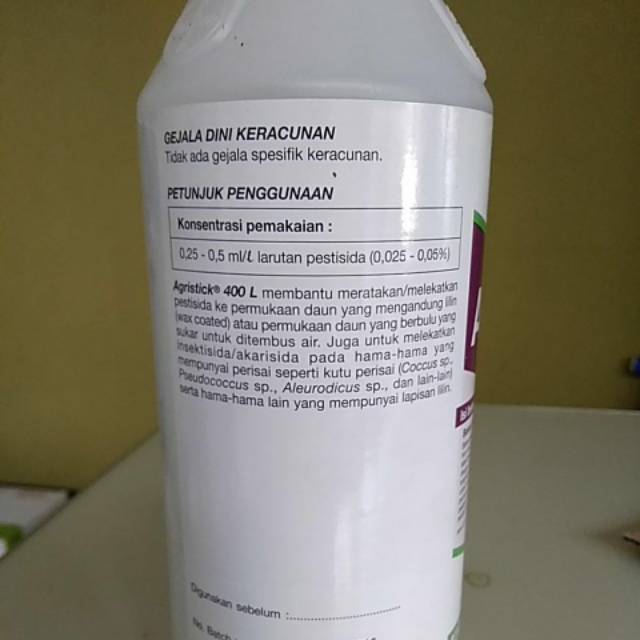 GEJALA DINI KERACUNAN
Tidak ada gejala spesifik keracunan.
PETUNJUK PENGGUNAAN
Konsentrasi pemakaian :
0,25 - 0,5 ml/ℓ larutan pestisida (0,025 - 0,05%)
Agristick® 400 L membantu meratakan/melekatkan
pestisida ke permukaan daun yang mengandung lilin
(wax coated) atau permukaan daun yang berbulu yang
sukar untuk ditembus air. Juga untuk melekatkan
insektisida/akarisida pada hama-hama yang
mempunyai perisai seperti kutu perisai (Coccus sp.,
Pseudococcus sp., Aleurodicus sp., dan lain-lain)
serta hama-hama lain yang mempunyai lapisan lilin.
Digunakan sebelum :
No. Batch